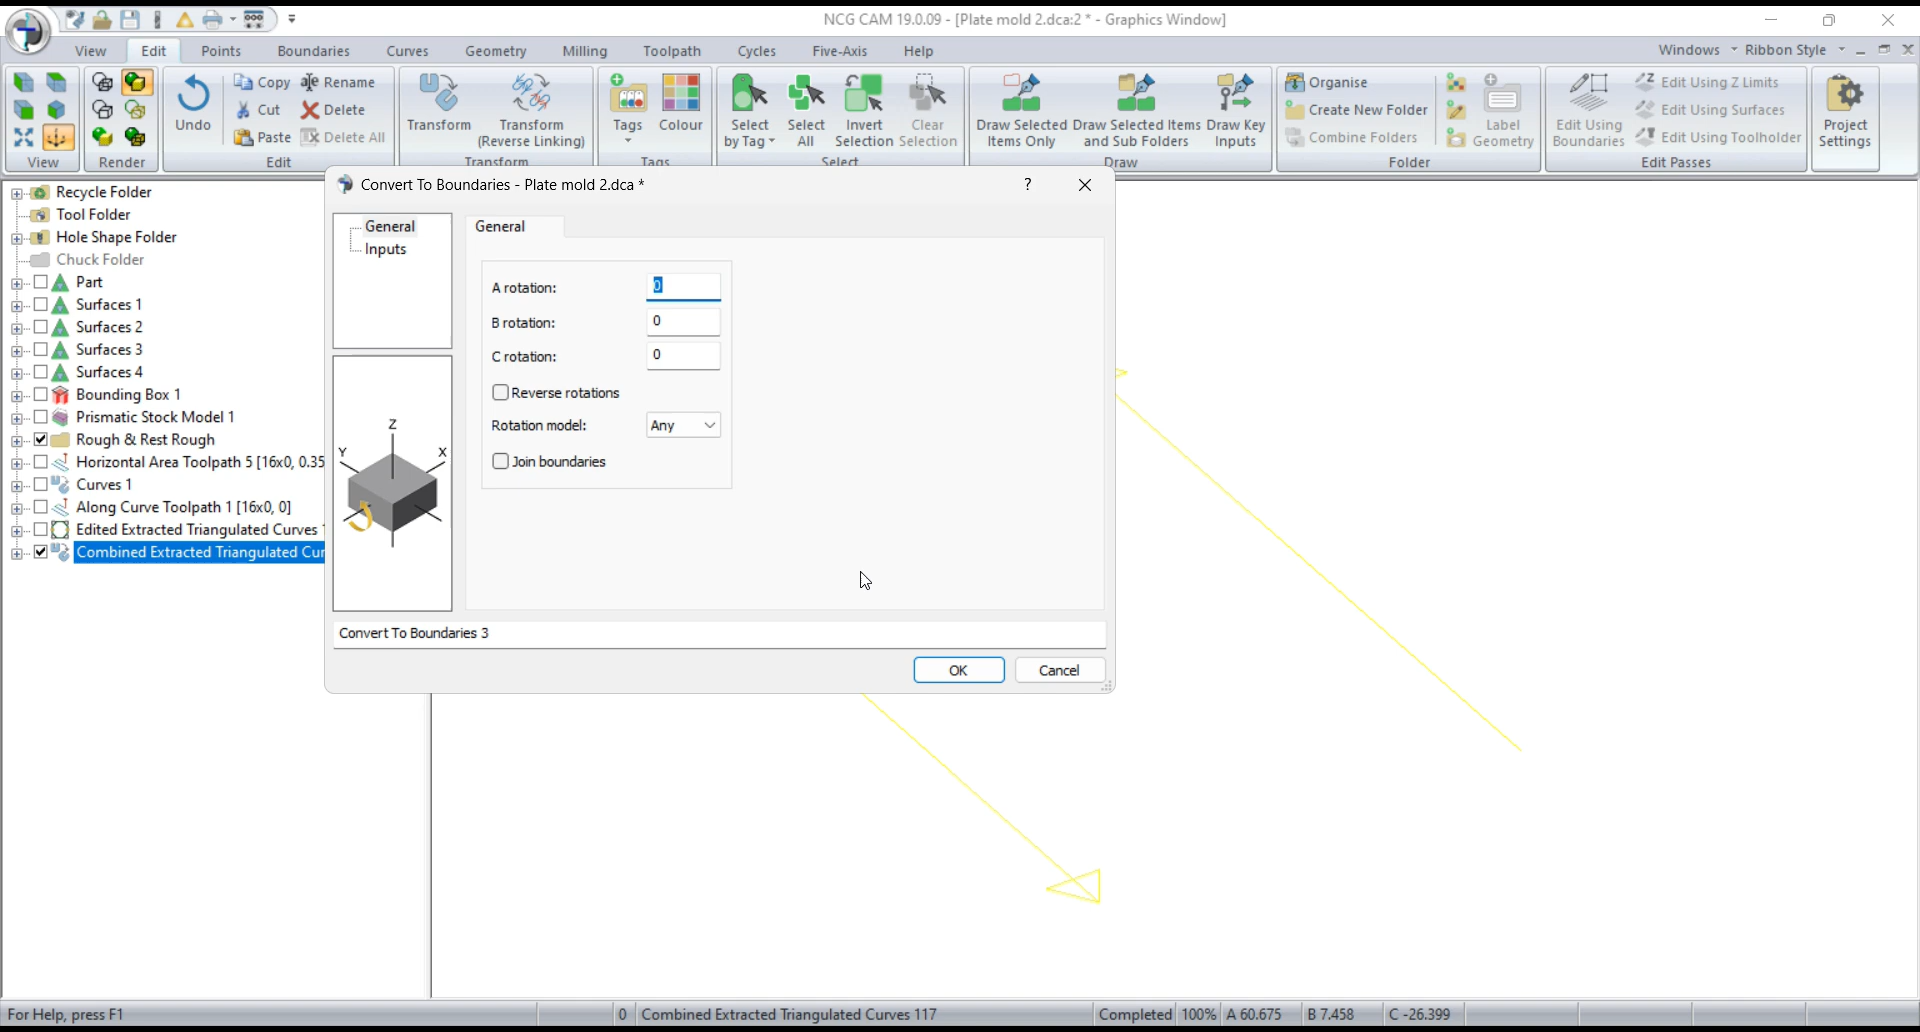 NCG CAM 19.0.09 - [Plate mold 2.dca:2 * - Graphics Window]
View Edit Points Boundaries Curves Geometry Milling Toolpath Cycles Five-Axis Help Windows Ribbon Style
Undo Copy Cut Paste Rename Delete Delete All
Transform Transform (Reverse Linking)
Tags Colour
Select by Tag Select All Invert Selection Clear Selection
Draw Selected Items Only Draw Selected Items and Sub Folders Draw Key Inputs
Organise Create New Folder Combine Folders Label Geometry
Edit Using Boundaries Edit Using Z Limits Edit Using Surfaces Edit Using Toolholder
Project Settings
View Render Edit Transform Tags Select Draw Folder Edit Passes
Recycle Folder
Tool Folder
Hole Shape Folder
Chuck Folder
Part
Surfaces 1
Surfaces 2
Surfaces 3
Surfaces 4
Bounding Box 1
Prismatic Stock Model 1
Rough & Rest Rough
Horizontal Area Toolpath 5 [16x0, 0.35
Curves 1
Along Curve Toolpath 1 [16x0, 0]
Edited Extracted Triangulated Curves
Combined Extracted Triangulated Cur
Convert To Boundaries - Plate mold 2.dca *
?
General
Inputs
General
A rotation: 0
B rotation: 0
C rotation: 0
Reverse rotations
Rotation model: Any
Join boundaries
Z
Y X
Convert To Boundaries 3
OK Cancel
For Help, press F1 0 Combined Extracted Triangulated Curves 117 Completed 100% A 60.675 B 7.458 C -26.399